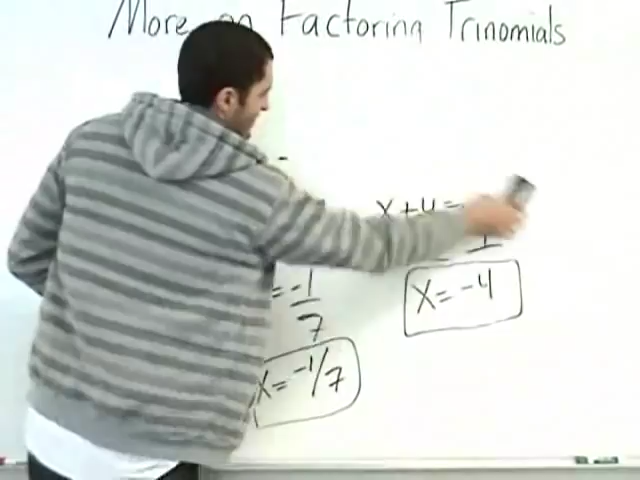 More on Factoring Trinomials
x + 4 =
= -1
7
x = -4
x = -1/7